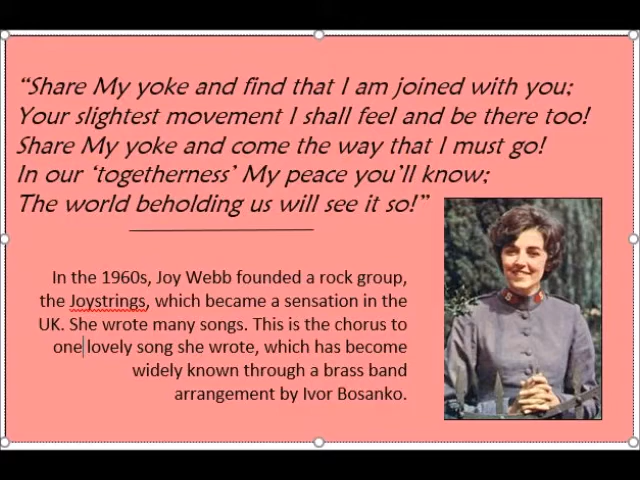 “Share My yoke and find that I am joined with you;
Your slightest movement I shall feel and be there too!
Share My yoke and come the way that I must go!
In our ‘togetherness’ My peace you’ll know;
The world beholding us will see it so!”
In the 1960s, Joy Webb founded a rock group,
the Joystrings, which became a sensation in the
UK. She wrote many songs. This is the chorus to
one lovely song she wrote, which has become
widely known through a brass band
arrangement by Ivor Bosanko.